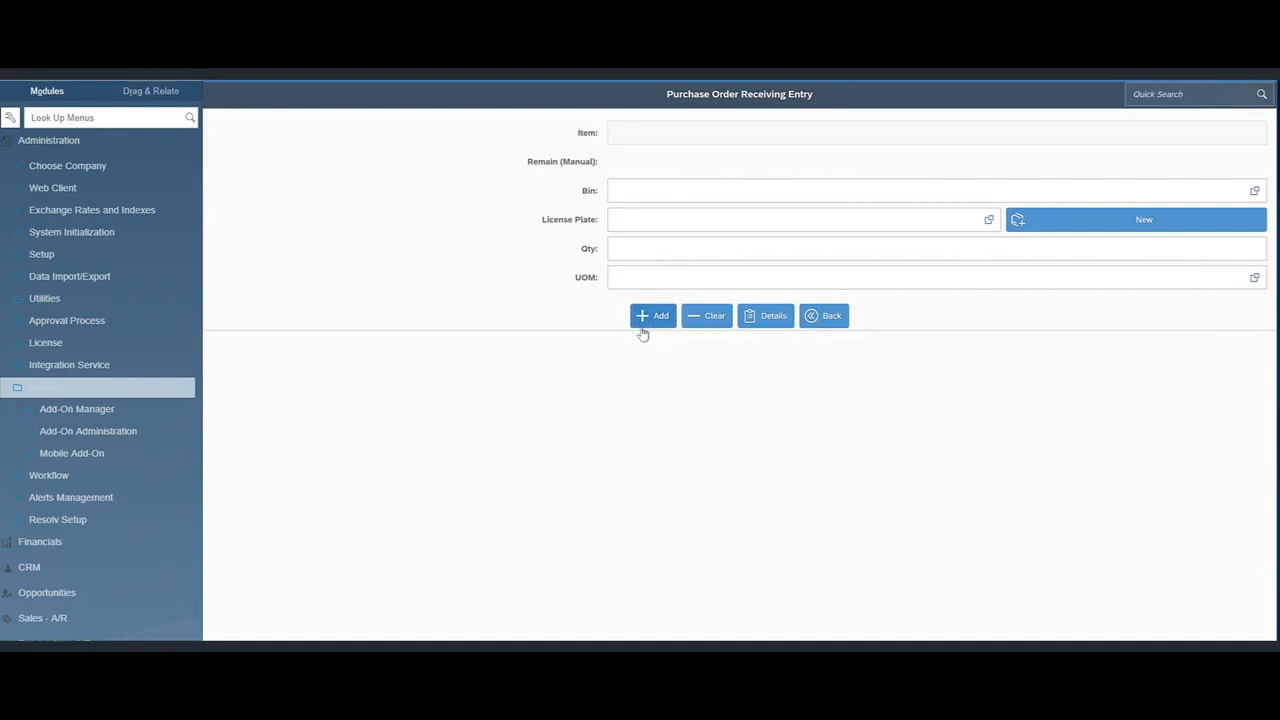 Modules
Drag & Relate
Look Up Menus
Administration
Choose Company
Web Client
Exchange Rates and Indexes
System Initialization
Setup
Data Import/Export
Utilities
Approval Process
License
Integration Service
Add-On Manager
Add-On Administration
Mobile Add-On
Workflow
Alerts Management
Resolv Setup
Financials
CRM
Opportunities
Sales - A/R
Purchase Order Receiving Entry
Quick Search
Item:
Remain (Manual):
Bin:
License Plate:
New
Qty:
UOM:
Add
Clear
Details
Back